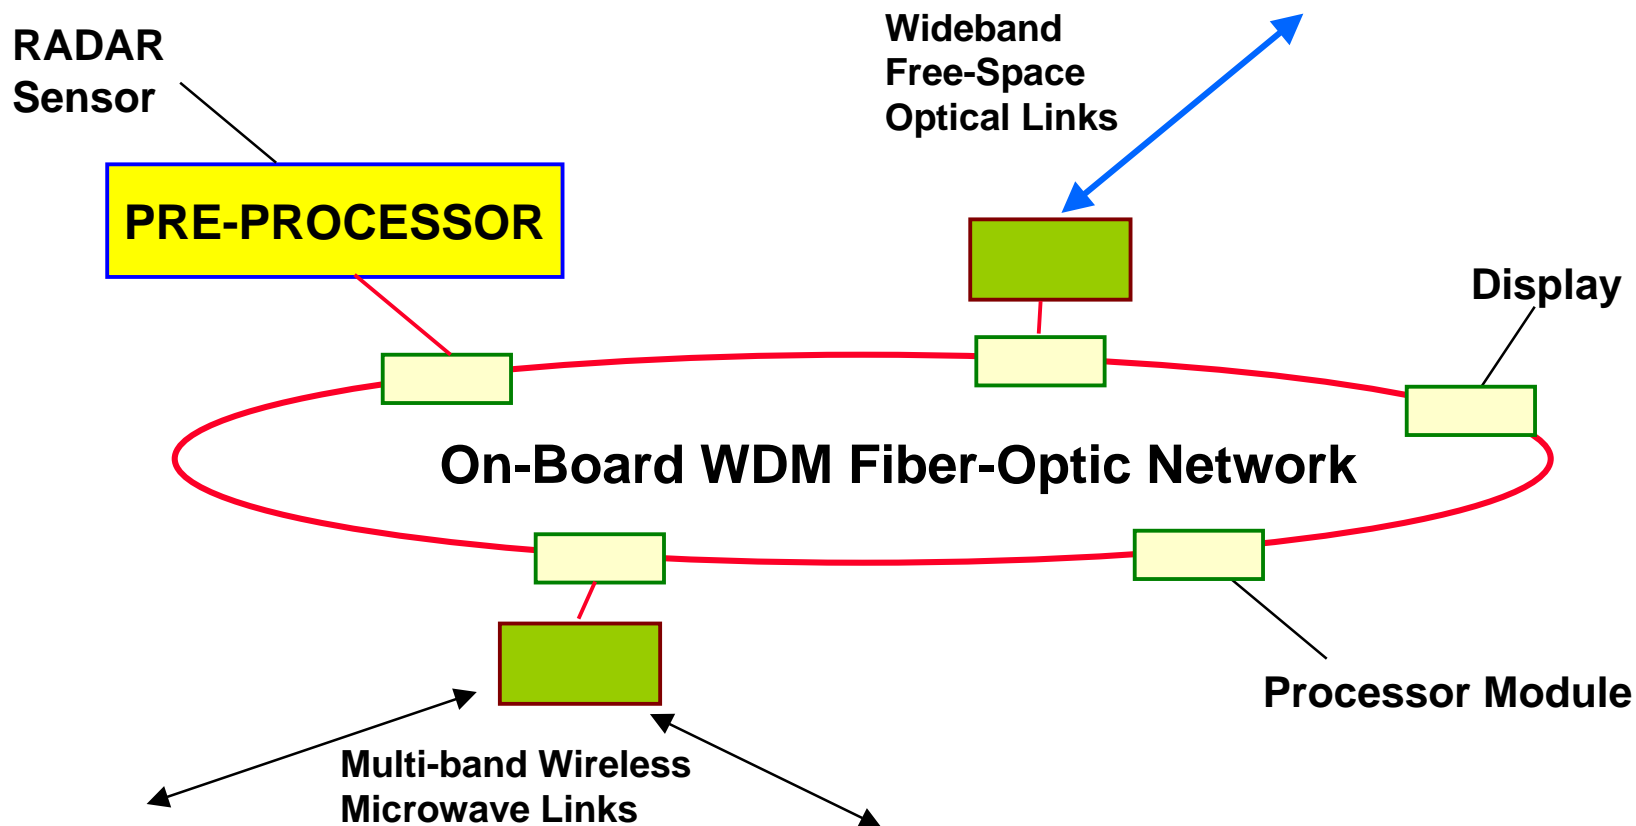 RADAR
Sensor
Wideband
Free-Space
Optical Links
PRE-PROCESSOR
Display
On-Board WDM Fiber-Optic Network
Processor Module
Multi-band Wireless
Microwave Links